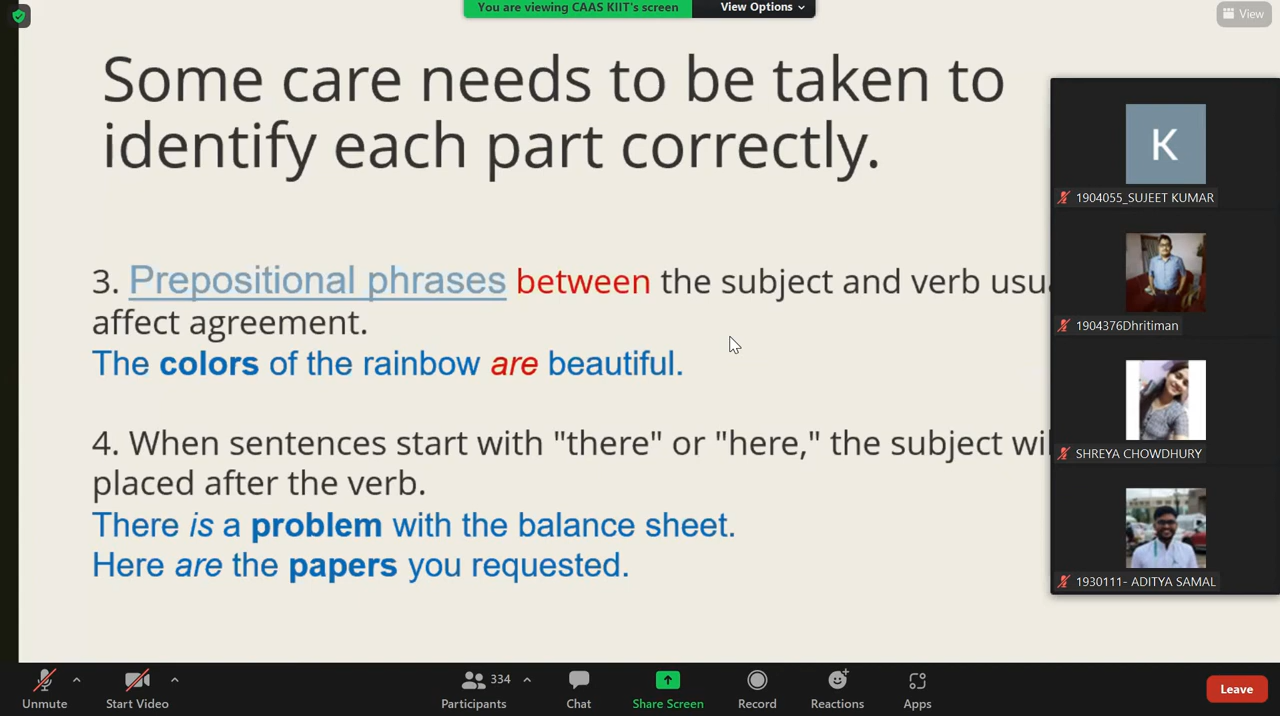 You are viewing CAAS KIIT's screen
View Options
View
Some care needs to be taken to
identify each part correctly.
3. Prepositional phrases between the subject and verb
affect agreement.
The colors of the rainbow are beautiful.
4. When sentences start with "there" or "here," the subject
placed after the verb.
There is a problem with the balance sheet.
Here are the papers you requested.
K
1904055_SUJEET KUMAR
1904376Dhritiman
SHREYA CHOWDHURY
1930111- ADITYA SAMAL
Unmute
Start Video
334
Participants
Chat
Share Screen
Record
Reactions
Apps
Leave